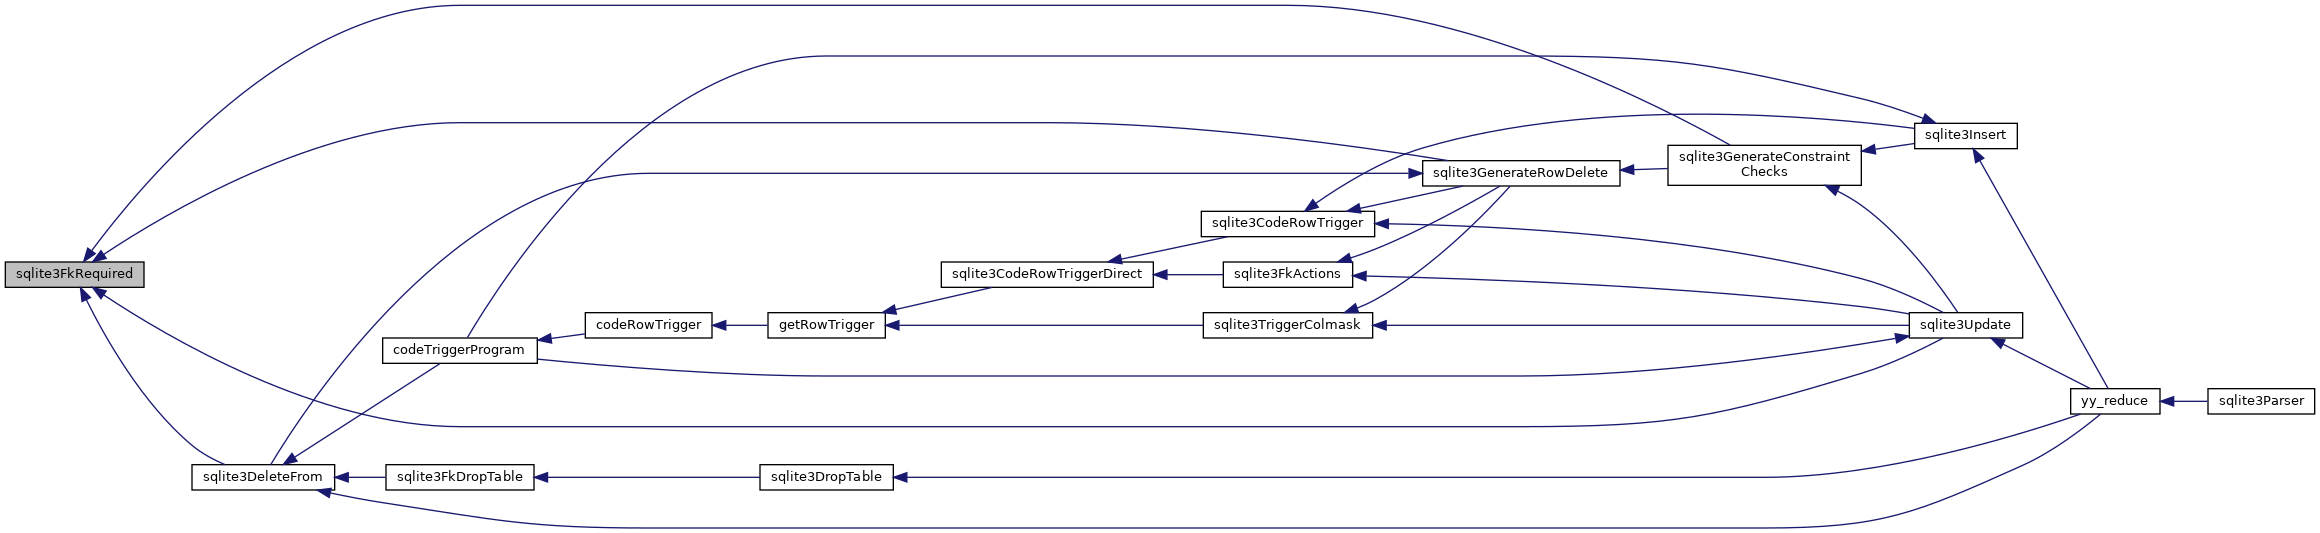 sqlite3FkRequired
sqlite3DeleteFrom
codeTriggerProgram
sqlite3FkDropTable
codeRowTrigger
getRowTrigger
sqlite3DropTable
sqlite3CodeRowTriggerDirect
sqlite3CodeRowTrigger
sqlite3FkActions
sqlite3TriggerColmask
sqlite3GenerateRowDelete
sqlite3GenerateConstraint
Checks
sqlite3Insert
sqlite3Update
yy_reduce
sqlite3Parser